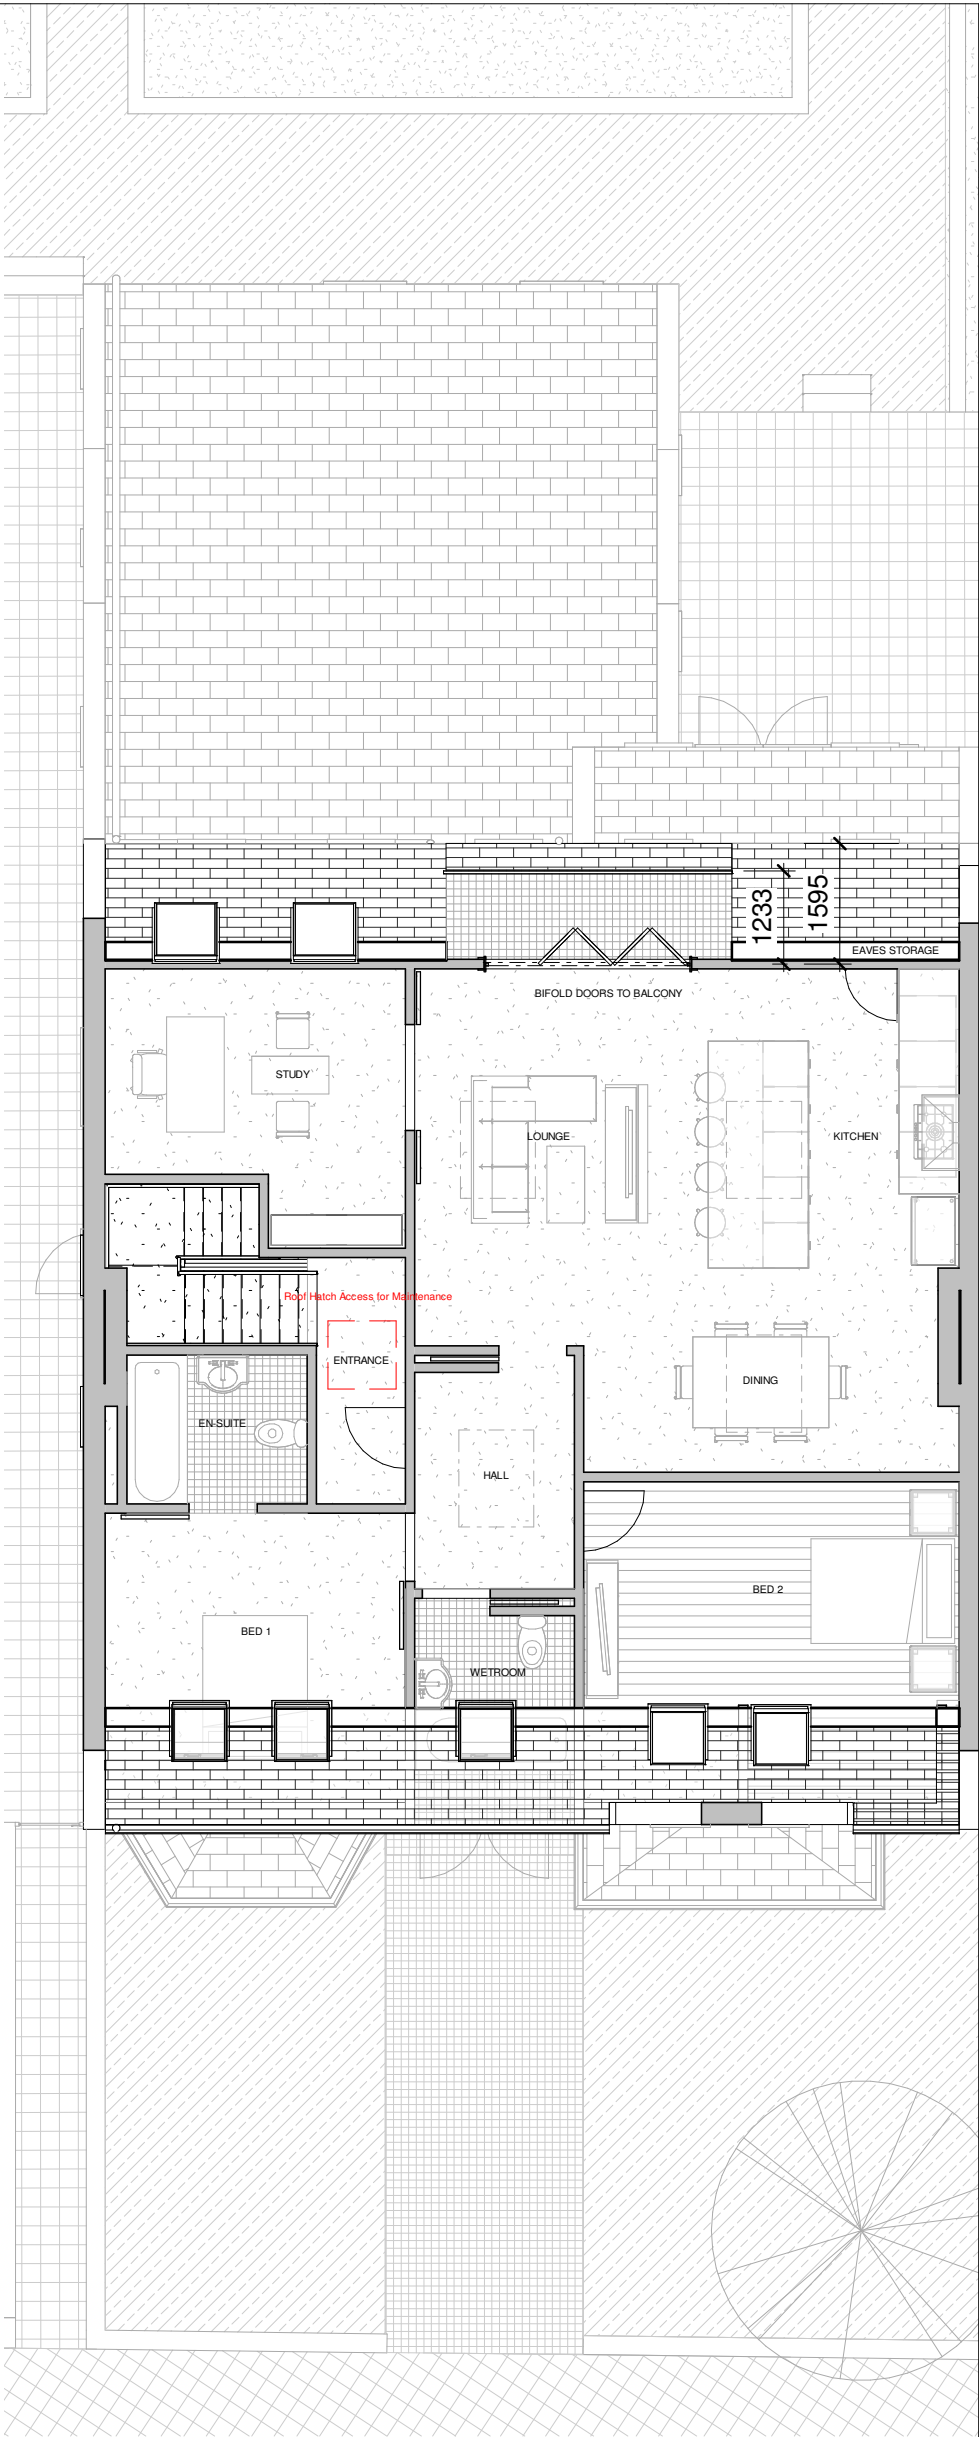 1233
1595
EAVES STORAGE
BIFOLD DOORS TO BALCONY
STUDY
LOUNGE
KITCHEN
Roof Hatch Access for Maintenance
ENTRANCE
DINING
EN-SUITE
HALL
BED 2
BED 1
WETROOM